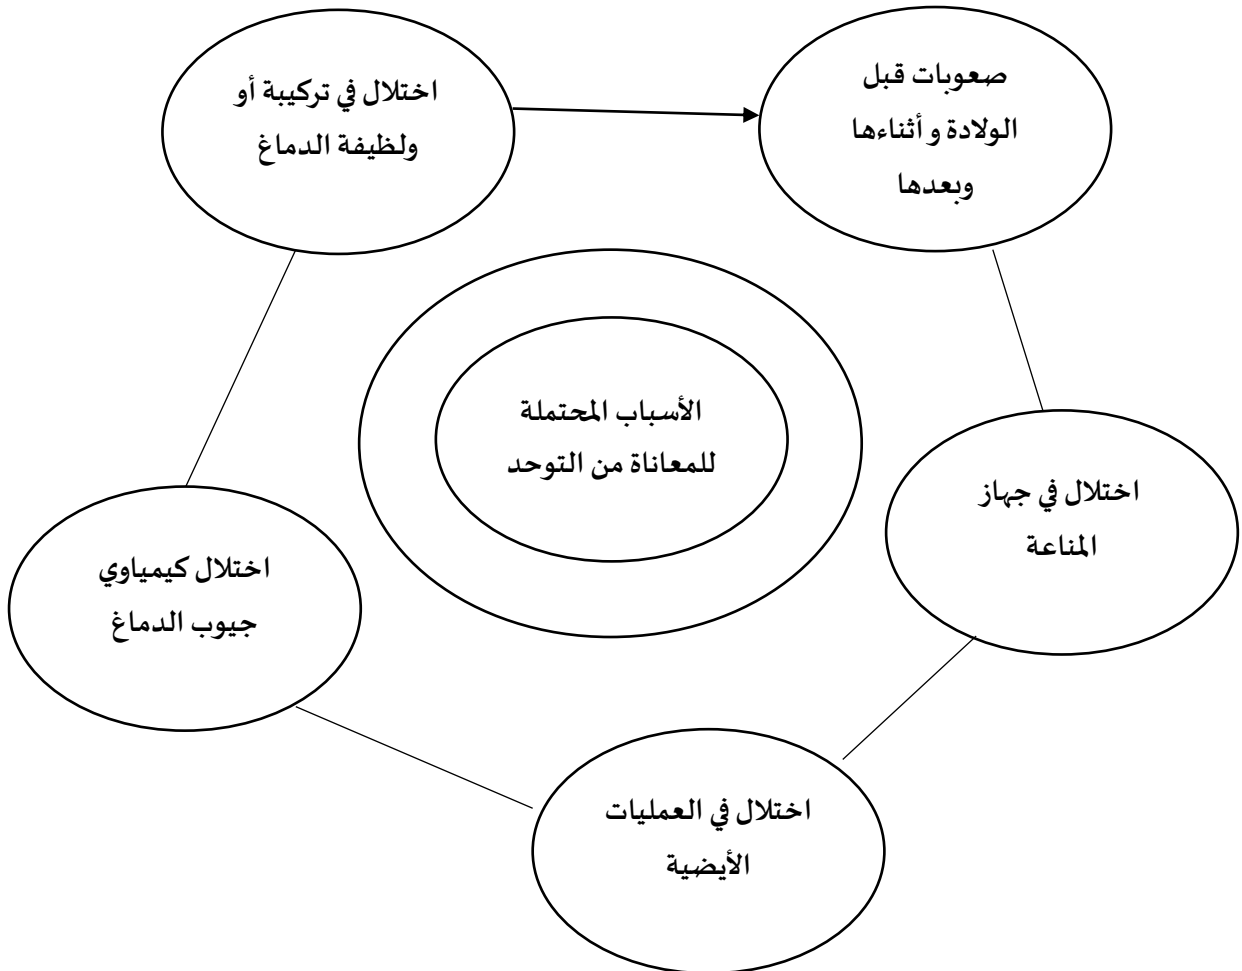 صعوبات قبل
الولادة و أثناءها
وبعدها
اختلال في تركيبة أو
ولظيفة الدماغ
الأسباب المحتملة
للمعاناة من التوحد
اختلال في جهاز
المناعة
اختلال كيمياوي
جيوب الدماغ
اختلال في العمليات
الأيضية